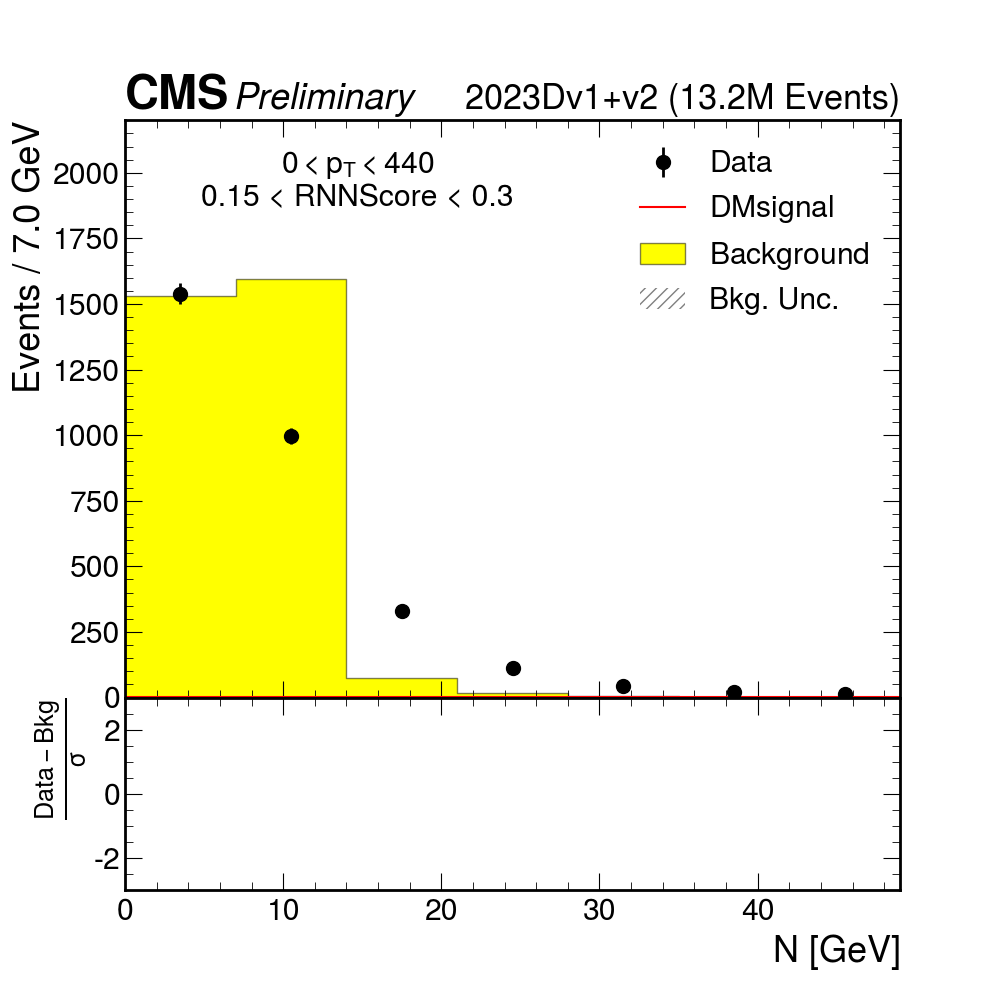 CMS Preliminary 2023Dv1+v2 (13.2M Events)
Events / 7.0 GeV
0 < pT < 440
0.15 < RNNScore < 0.3
Data
DMsignal
Background
Bkg. Unc.
2000
1750
1500
1250
1000
750
500
250
0
Data – Bkg
σ
2
0
-2
0 10 20 30 40
N [GeV]